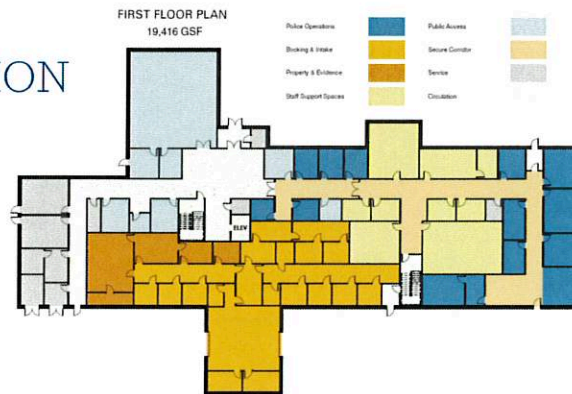 FIRST FLOOR PLAN
19,416 GSF
ION
Police Operations
Booking & Intake
Property & Evidence
Staff Support Spaces
Public Access
Secure Corridor
Service
Circulation
ELEV